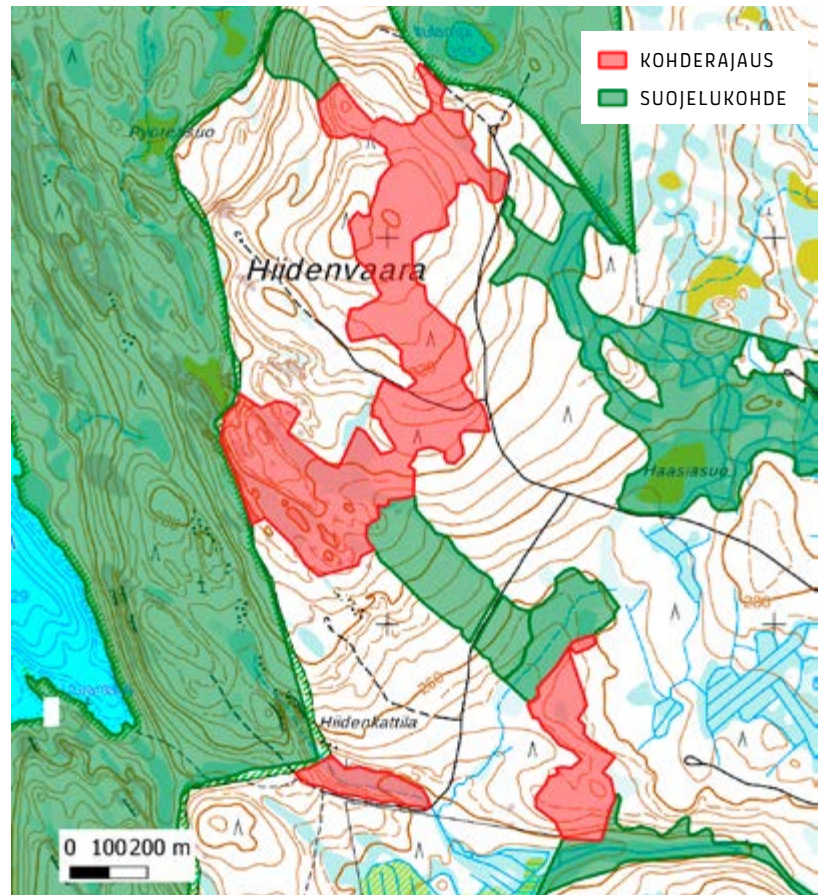 KOHDERAJAUS
SUOJELUKOHDE
Hiidenvaara
Haasiasuo
280
260
Hiidenkattila
0 100200 m